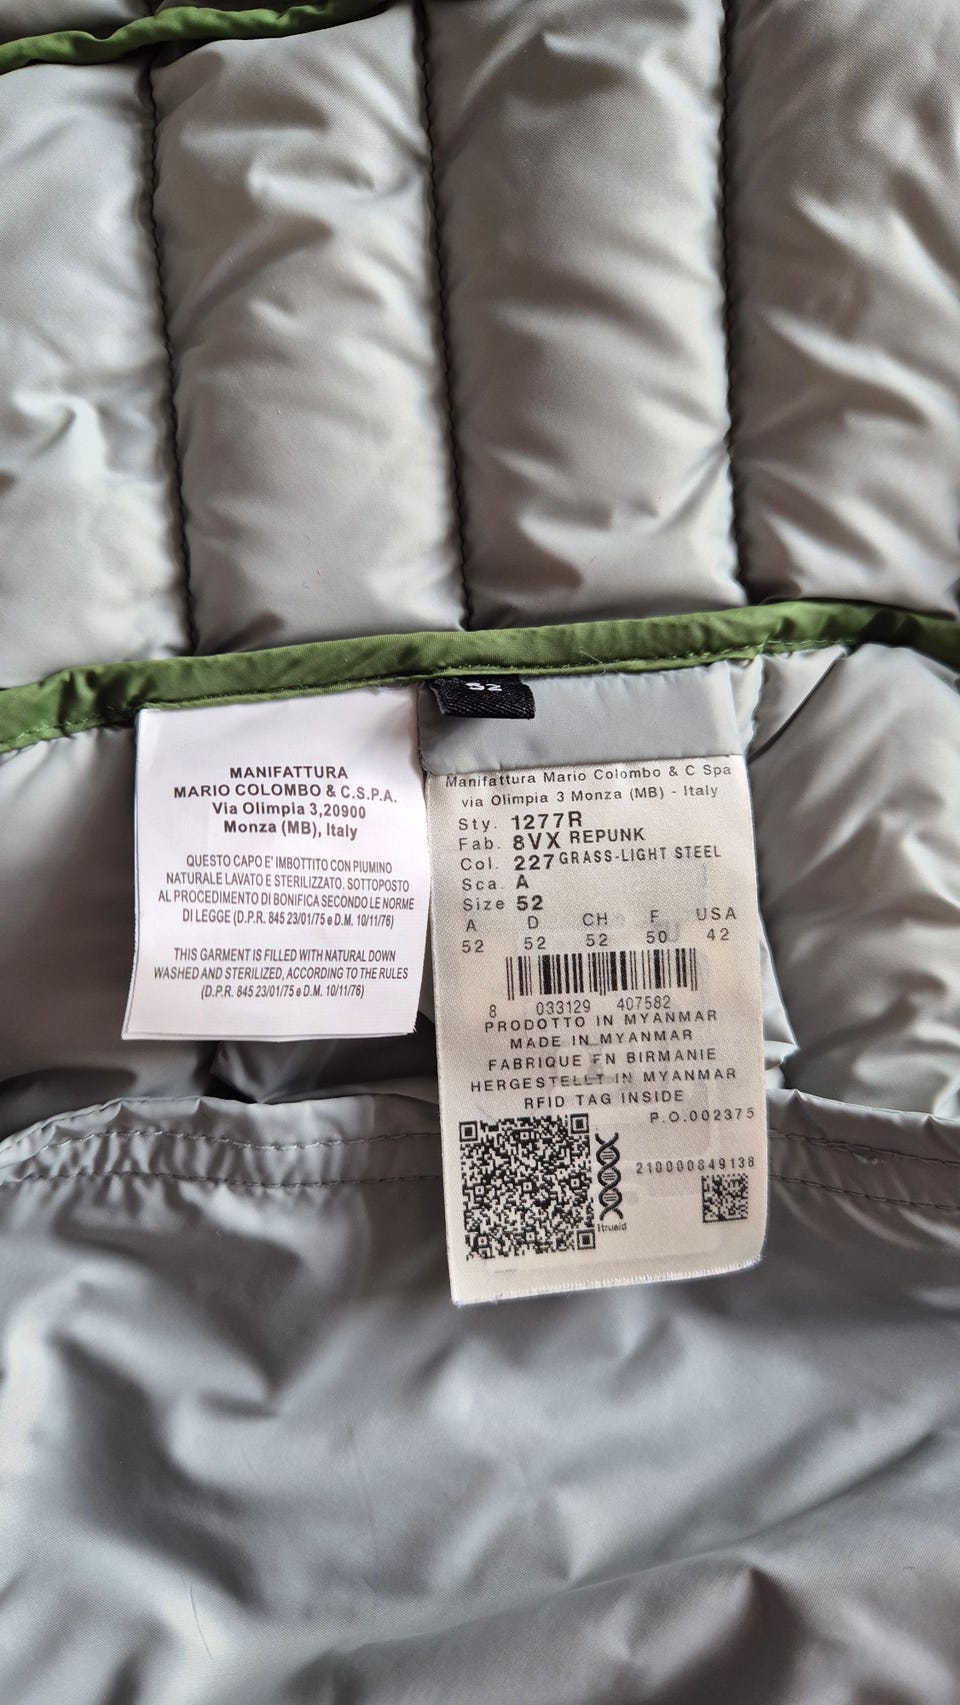 52
MANIFATTURA
MARIO COLOMBO & C.S.P.A.
Via Olimpia 3,20900
Monza (MB), Italy
QUESTO CAPO E' IMBOTTITO CON PIUMINO
NATURALE LAVATO E STERILIZZATO. SOTTOPOSTO
AL PROCEDIMENTO DI BONIFICA SECONDO LE NORME
DI LEGGE (D.P.R. 845 23/01/75 e D.M. 10/11/76)
THIS GARMENT IS FILLED WITH NATURAL DOWN
WASHED AND STERILIZED, ACCORDING TO THE RULES
(D.P.R. 845 23/01/75 e D.M. 10/11/76)
Manifattura Mario Colombo & C Spa
via Olimpia 3 Monza (MB) - Italy
Sty. 1277R
Fab. 8VX REPUNK
Col. 227 GRASS-LIGHT STEEL
Sca. A
Size 52
A D CH F USA
52 52 52 50 42
8 033129 407582
PRODOTTO IN MYANMAR
MADE IN MYANMAR
FABRIQUE EN BIRMANIE
HERGESTELLT IN MYANMAR
RFID TAG INSIDE
P.O.002375
210000849138
1trueid